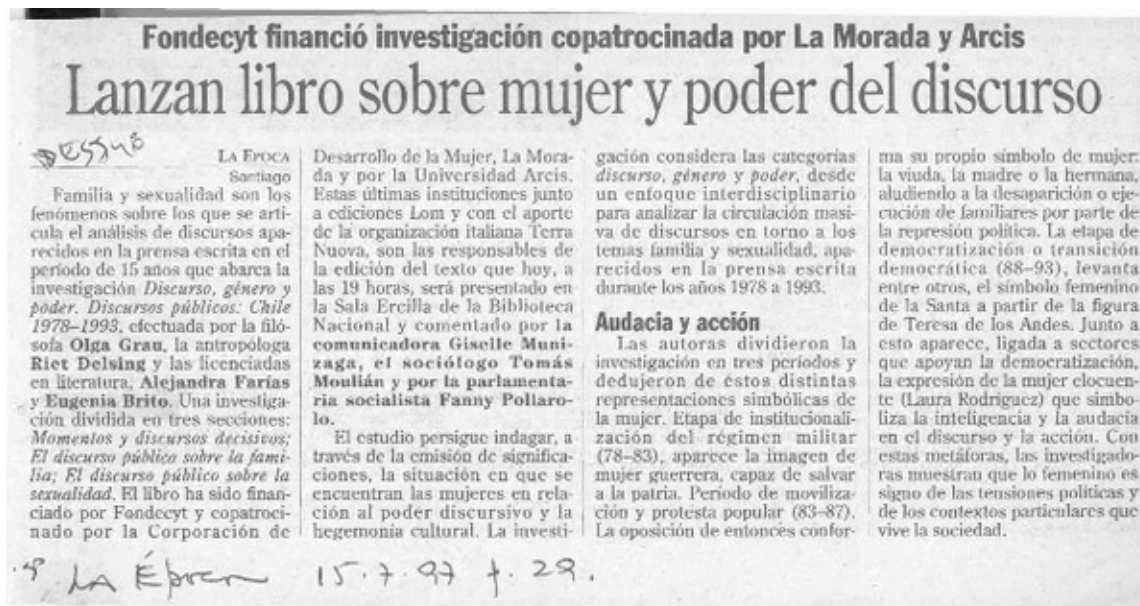 Fondecyt financió investigación copatrocinada por La Morada y Arcis
Lanzan libro sobre mujer y poder del discurso
LA EPOCA
Santiago
Familia y sexualidad son los
fenómenos sobre los que se arti-
cula el análisis de discursos apa-
recidos en la prensa escrita en el
período de 15 años que abarca la
investigación Discurso, género y
poder. Discursos públicos: Chile
1978–1993, efectuada por la filó-
sofa Olga Grau, la antropóloga
Riet Delsing y las licenciadas
en literatura, Alejandra Farías
y Eugenia Brito. Una investiga-
ción dividida en tres secciones:
Momentos y discursos decisivos;
El discurso público sobre la fami-
lia; El discurso público sobre la
sexualidad. El libro ha sido finan-
ciado por Fondecyt y copatroci-
nado por la Corporación de
Desarrollo de la Mujer, La Mora-
da y por la Universidad Arcis.
Estas últimas instituciones junto
a ediciones Lom y con el aporte
de la organización italiana Terra
Nuova, son las responsables de
la edición del texto que hoy, a
las 19 horas, será presentado en
la Sala Ercilla de la Biblioteca
Nacional y comentado por la
comunicadora Giselle Muni-
zaga, el sociólogo Tomás
Moulián y por la parlamenta-
ria socialista Fanny Pollaro-
lo.
El estudio persigue indagar, a
través de la emisión de significa-
ciones, la situación en que se
encuentran las mujeres en rela-
ción al poder discursivo y la
hegemonía cultural. La investi-
gación considera las categorías
discurso, género y poder, desde
un enfoque interdisciplinario
para analizar la circulación masi-
va de discursos en torno a los
temas familia y sexualidad, apa-
recidos en la prensa escrita
durante los años 1978 a 1993.
Audacia y acción
Las autoras dividieron la
investigación en tres períodos y
dedujeron de éstos distintas
representaciones simbólicas de
la mujer. Etapa de institucionali-
zación del régimen militar
(78–83), aparece la imagen de
mujer guerrera, capaz de salvar
a la patria. Período de moviliza-
ción y protesta popular (83–87).
La oposición de entonces confor-
ma su propio símbolo de mujer:
la viuda, la madre o la hermana,
aludiendo a la desaparición o eje-
cución de familiares por parte de
la represión política. La etapa de
democratización o transición
democrática (88–93), levanta
entre otros, el símbolo femenino
de la Santa a partir de la figura
de Teresa de los Andes. Junto a
esto aparece, ligada a sectores
que apoyan la democratización,
la expresión de la mujer elocuen-
te (Laura Rodríguez) que simbo-
liza la inteligencia y la audacia
en el discurso y la acción. Con
estas metáforas, las investigado-
ras muestran que lo femenino es
signo de las tensiones políticas y
de los contextos particulares que
vive la sociedad.
LA Época 15.7.97 p. 29.